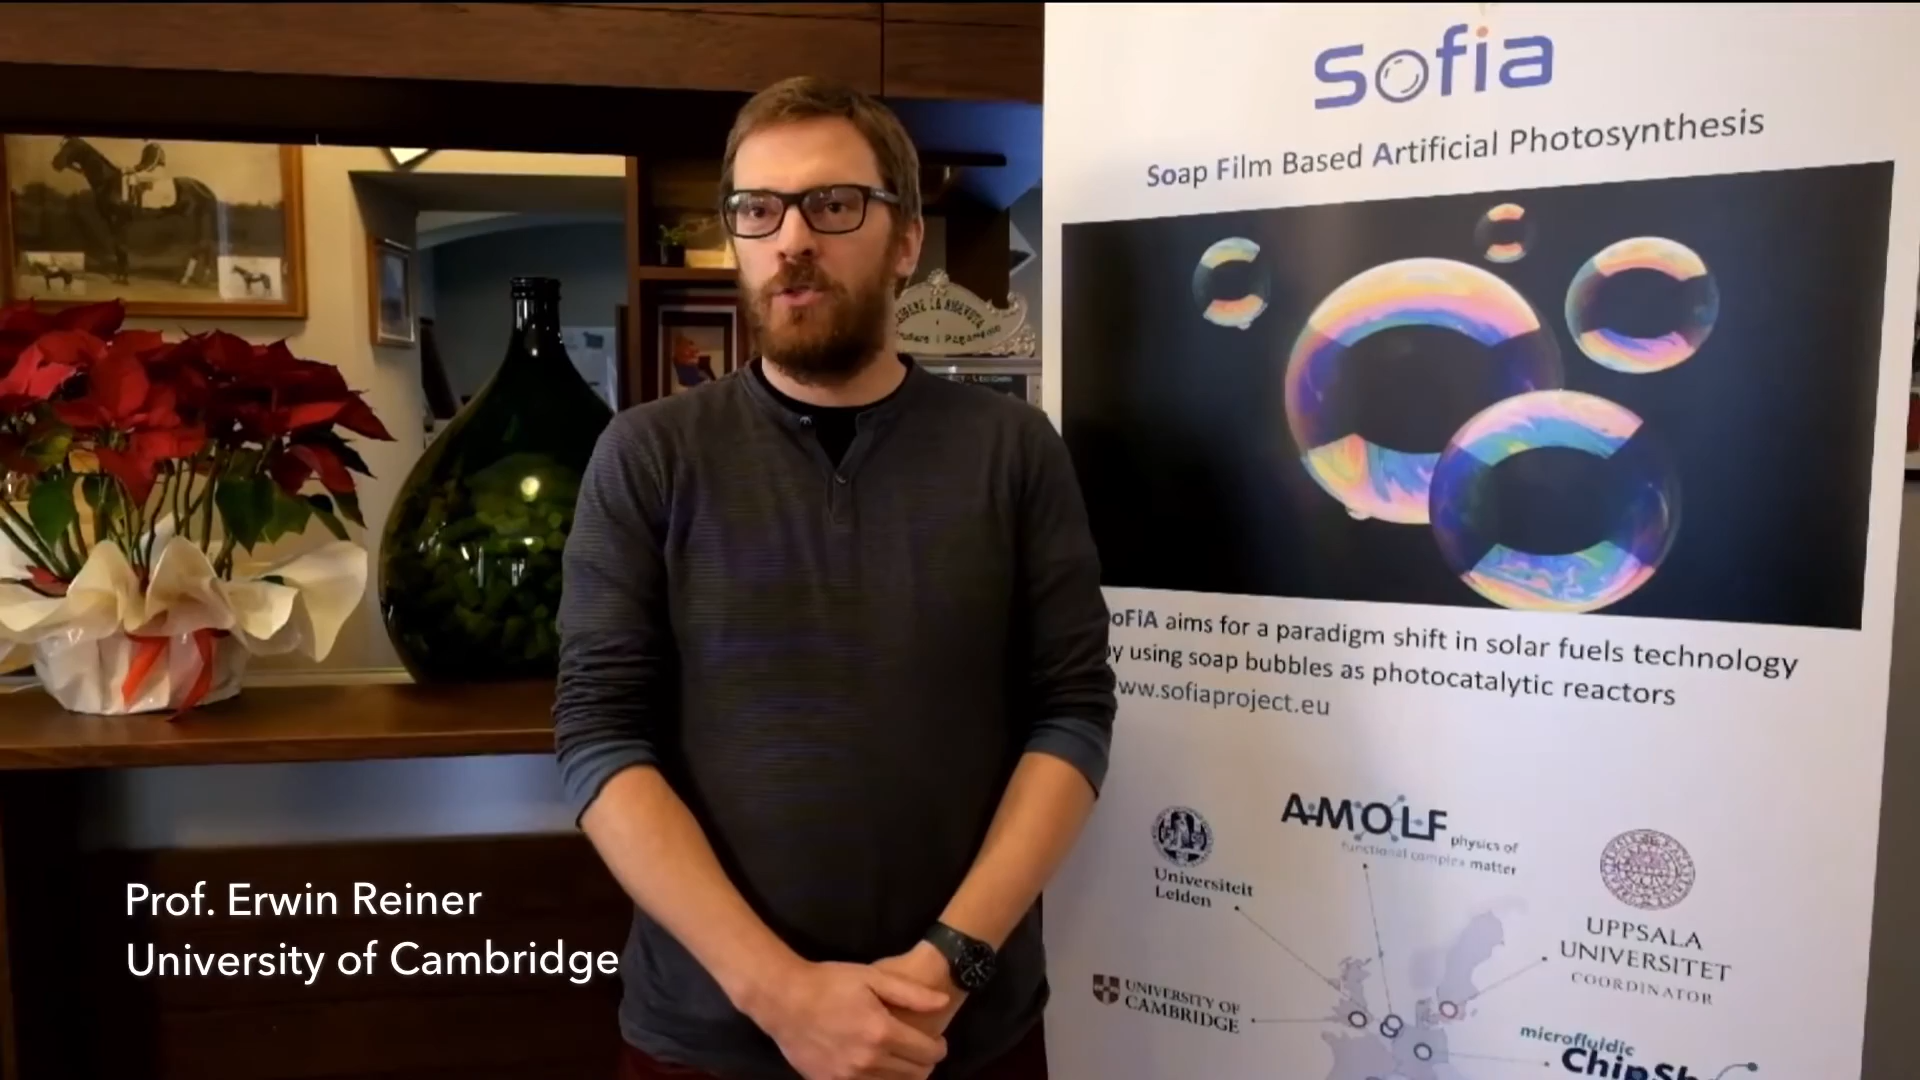 Sofia
Soap Film Based Artificial Photosynthesis
oFiA aims for a paradigm shift in solar fuels technology
y using soap bubbles as photocatalytic reactors
ww.sofiaproject.eu
AMOLF
physics of
functional complex matter
Universiteit
Leiden
UPPSALA
UNIVERSITET
COORDINATOR
UNIVERSITY OF
CAMBRIDGE
microfluidic
ChipSh
Prof. Erwin Reiner
University of Cambridge